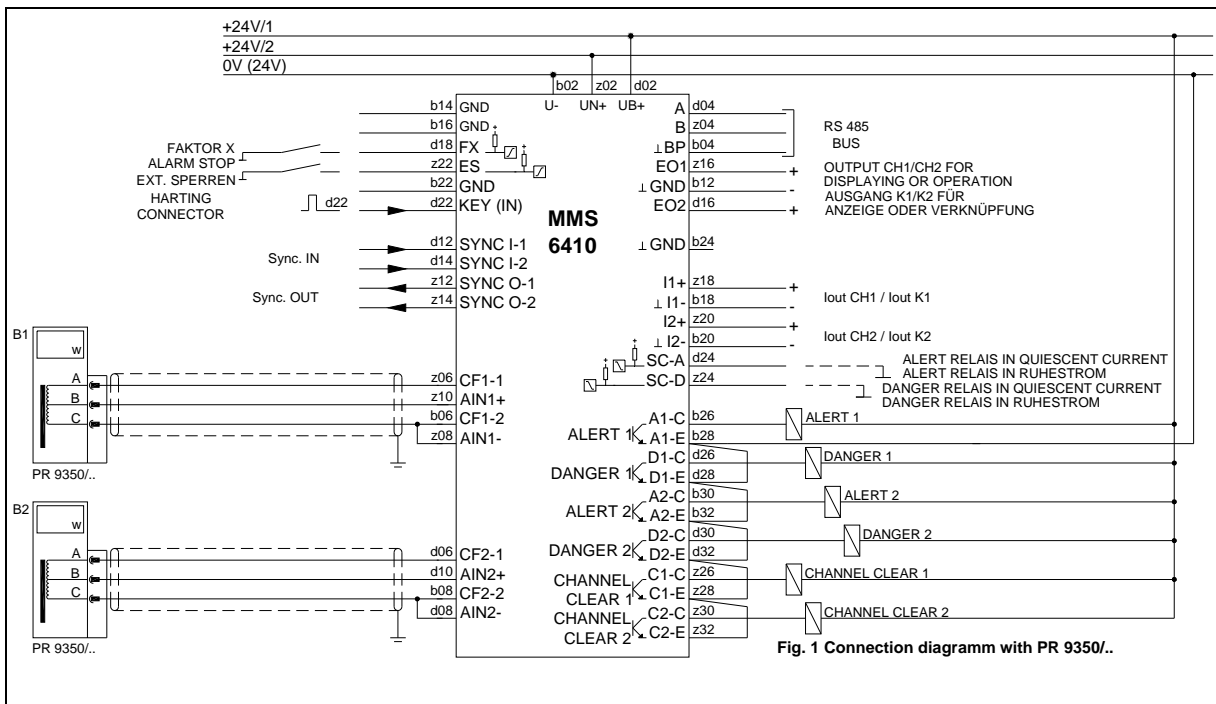 +24V/1
+24V/2
0V (24V)
b02 z02 d02
U- UN+ UB+
b14 GND
b16 GND
FAKTOR X
d18 FX
ALARM STOP
z22 ES
EXT. SPERREN
b22 GND
HARTING
CONNECTOR
d22
d22 KEY (IN)
MMS
6410
d12 SYNC I-1
Sync. IN
d14 SYNC I-2
z12 SYNC O-1
Sync. OUT
z14 SYNC O-2
B1
w
A
B
C
PR 9350/..
z06 CF1-1
z10 AIN1+
b06 CF1-2
z08 AIN1-
B2
w
A
B
C
PR 9350/..
d06 CF2-1
d10 AIN2+
b08 CF2-2
d08 AIN2-
A d04
B z04
⊥BP b04
RS 485
BUS
EO1 z16 +
⊥GND b12 -
EO2 d16 +
OUTPUT CH1/CH2 FOR
DISPLAYING OR OPERATION
AUSGANG K1/K2 FÜR
ANZEIGE ODER VERKNÜPFUNG
⊥GND b24
I1+ z18 +
⊥ I1- b18 -
Iout CH1 / Iout K1
I2+ z20 +
⊥ I2- b20 -
Iout CH2 / Iout K2
SC-A d24
ALERT RELAIS IN QUIESCENT CURRENT
ALERT RELAIS IN RUHESTROM
SC-D z24
DANGER RELAIS IN QUIESCENT CURRENT
DANGER RELAIS IN RUHESTROM
ALERT 1 A1-C b26 ALERT 1
A1-E b28
DANGER 1 D1-C d26 DANGER 1
D1-E d28
ALERT 2 A2-C b30 ALERT 2
A2-E b32
DANGER 2 D2-C d30 DANGER 2
D2-E d32
CHANNEL
CLEAR 1
C1-C z26 CHANNEL CLEAR 1
C1-E z28
CHANNEL
CLEAR 2
C2-C z30 CHANNEL CLEAR 2
C2-E z32
Fig. 1 Connection diagramm with PR 9350/..